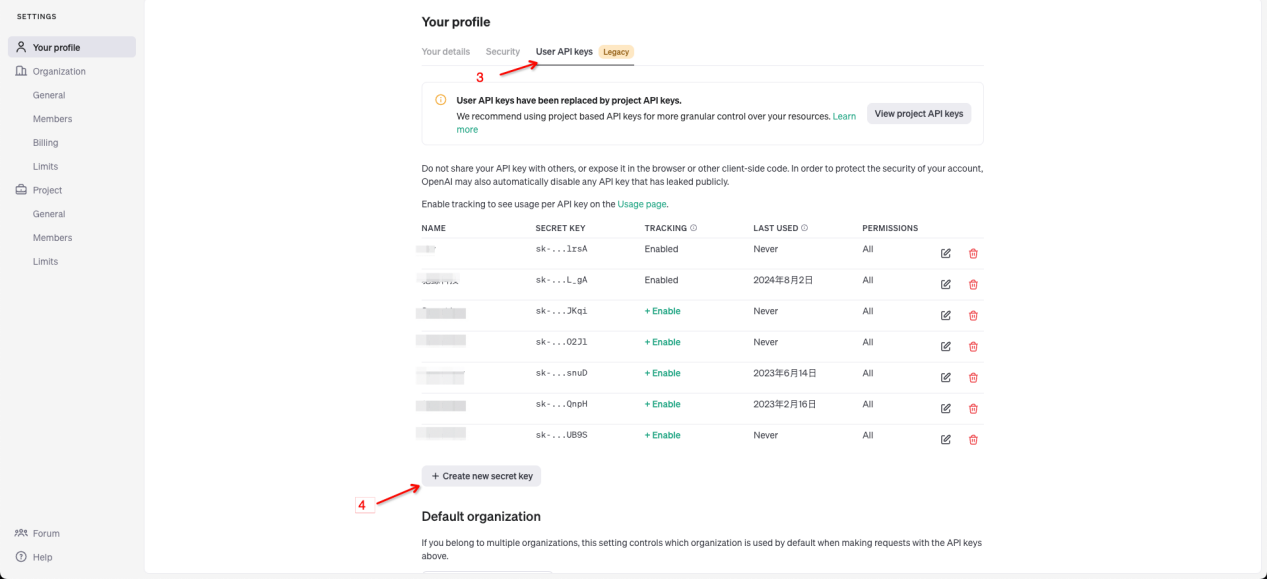 SETTINGS
Your profile
Organization
General
Members
Billing
Limits
Project
General
Members
Limits
Forum
Help
Your profile
Your details Security User API keys Legacy
3
User API keys have been replaced by project API keys.
We recommend using project based API keys for more granular control over your resources. Learn
more
View project API keys
Do not share your API key with others, or expose it in the browser or other client-side code. In order to protect the security of your account,
OpenAI may also automatically disable any API key that has leaked publicly.
Enable tracking to see usage per API key on the Usage page.
NAME SECRET KEY TRACKING LAST USED PERMISSIONS
sk-...lrsA Enabled Never All
sk-...L_gA Enabled 2024年8月2日 All
sk-...JKqi + Enable Never All
sk-...O2Jl + Enable Never All
sk-...snuD + Enable 2023年6月14日 All
sk-...QnpH + Enable 2023年2月16日 All
sk-...UB9S + Enable Never All
+ Create new secret key
4
Default organization
If you belong to multiple organizations, this setting controls which organization is used by default when making requests with the API keys
above.